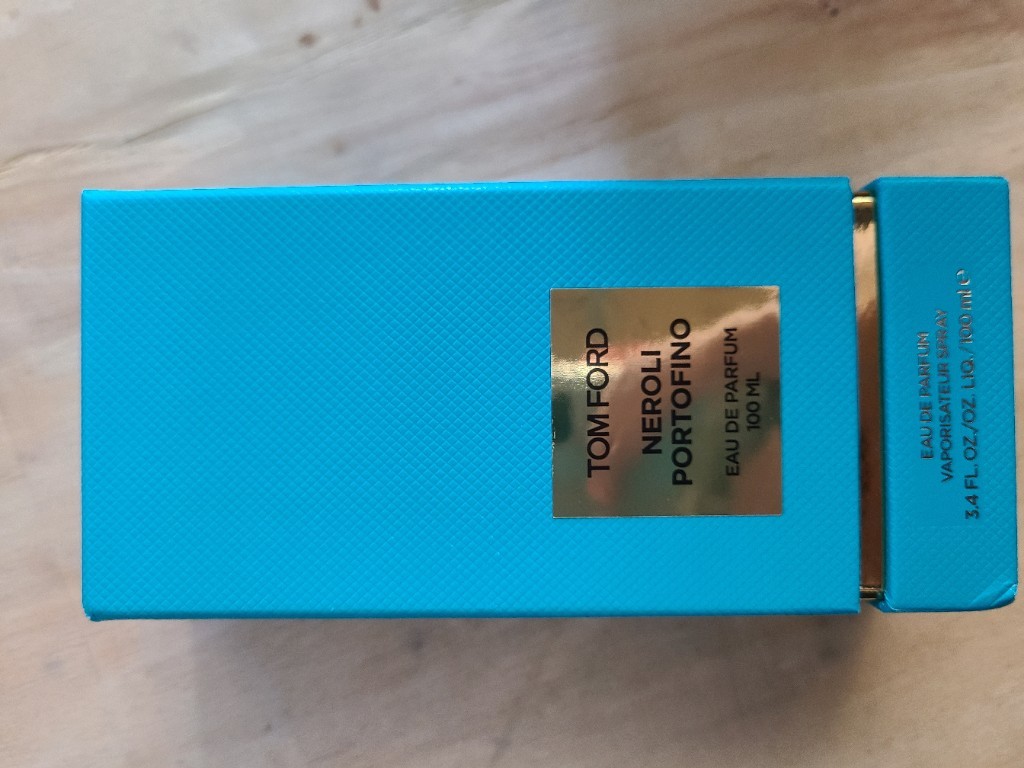 TOM FORD
NEROLI
PORTOFINO
EAU DE PARFUM
100 ML
EAU DE PARFUM
VAPORISATEUR SPRAY
3.4 FL. OZ./OZ. LIQ./100 ml ℮